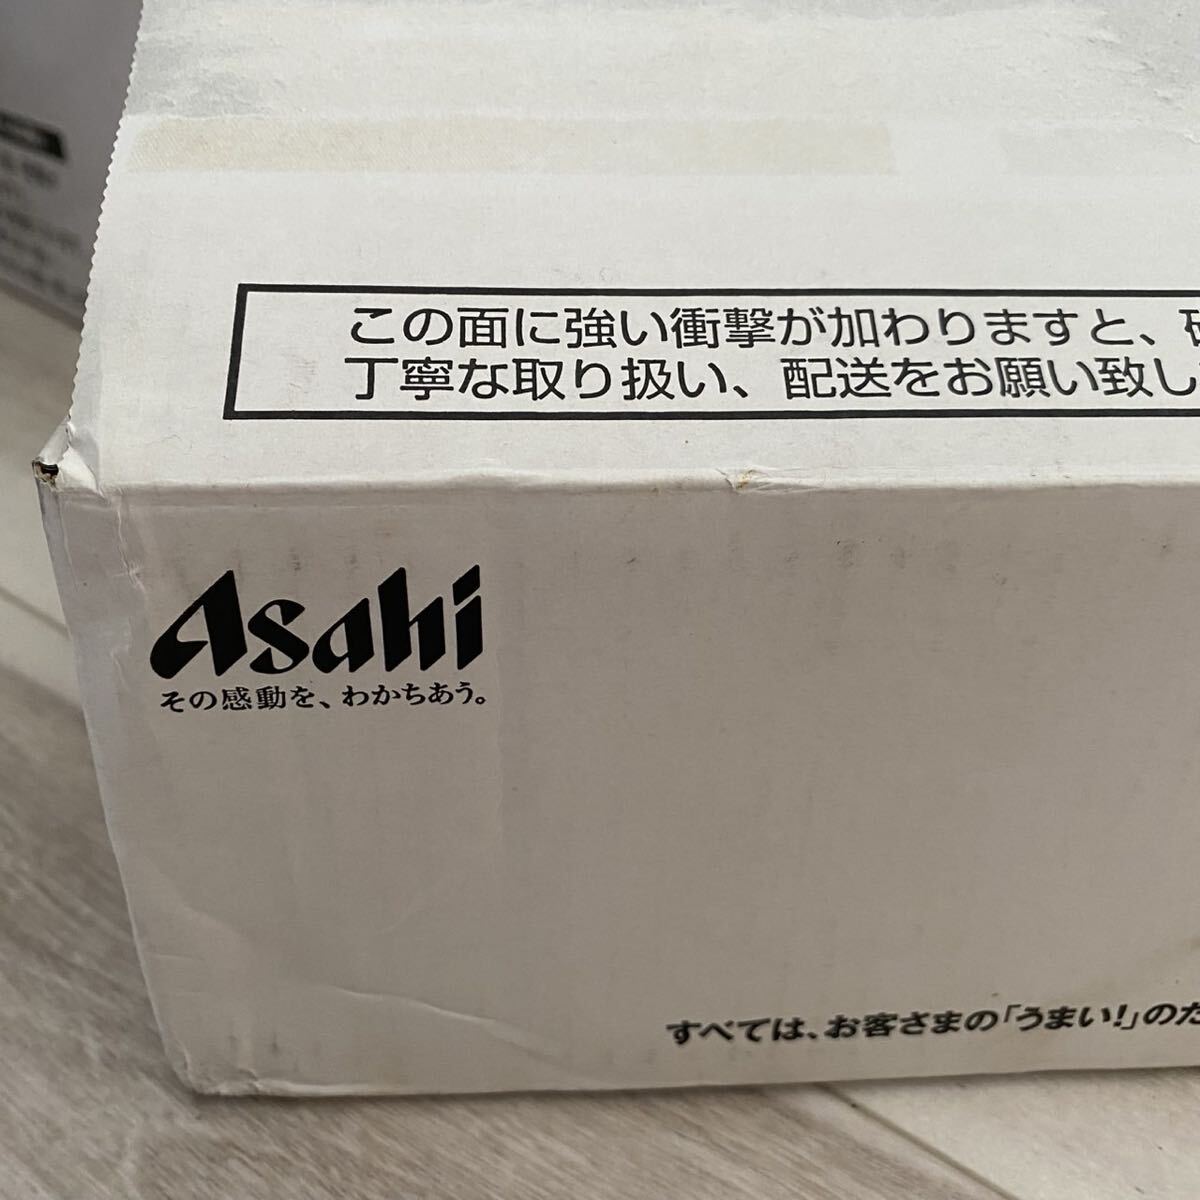 この面に強い衝撃が加わりますと、
丁寧な取り扱い、配送をお願い致し
Asahi
その感動を、わかちあう。
すべては、お客さまの「うまい!」のた